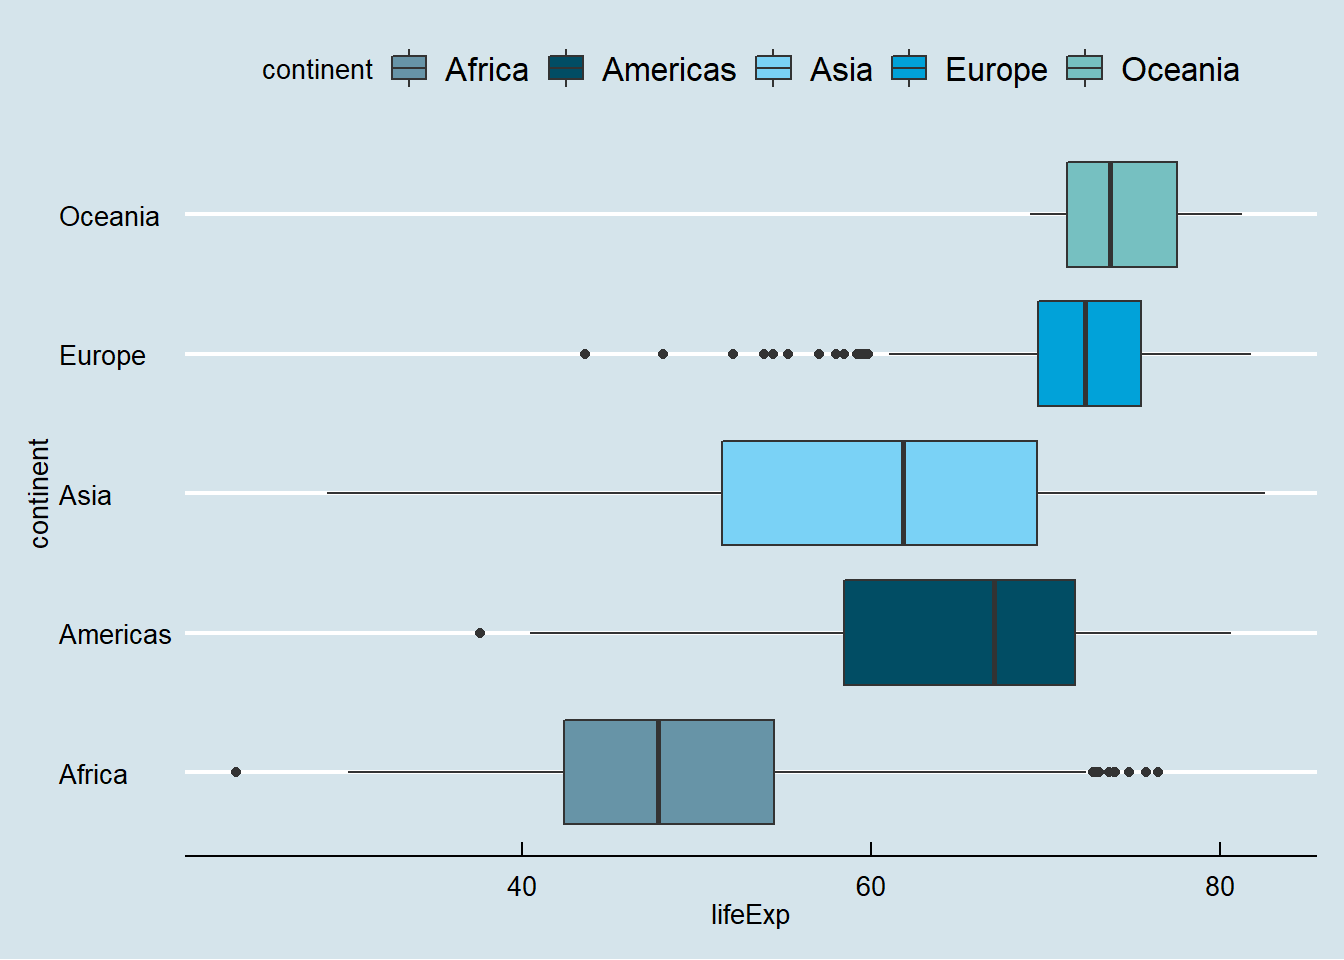 continent Africa Americas Asia Europe Oceania
Oceania
Europe
Asia
Americas
Africa
continent
40 60 80
lifeExp